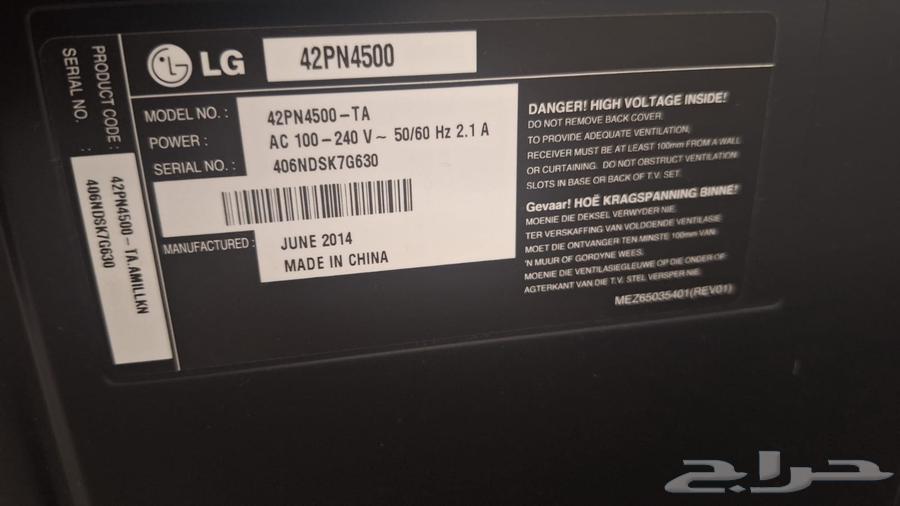 LG 42PN4500
MODEL NO. : 42PN4500-TA
POWER : AC 100-240 V~ 50/60 Hz 2.1 A
SERIAL NO. : 406NDSK7G630
MANUFACTURED : JUNE 2014
MADE IN CHINA
PRODUCT CODE : 42PN4500-TA.AMILLKN
SERIAL NO. : 406NDSK7G630
DANGER! HIGH VOLTAGE INSIDE!
DO NOT REMOVE BACK COVER.
TO PROVIDE ADEQUATE VENTILATION,
RECEIVER MUST BE AT LEAST 100mm FROM A WALL
OR CURTAINING. DO NOT OBSTRUCT VENTILATION
SLOTS IN BASE OR BACK OF T.V. SET.
Gevaar! HOË KRAGSPANNING BINNE!
MOENIE DIE DEKSEL VERWYDER NIE.
TER VERSKAFFING VAN VOLDOENDE VENTILASIE
MOET DIE ONTVANGER TEN MINSTE 100mm VAN
'N MUUR OF GORDYNE WEES.
MOENIE DIE VENTILASIEGLEUWE OP DIE ONDER-OF
AGTERKANT VAN DIE T.V. STEL VERSPER NIE.
MEZ65035401(REV01)
حراج